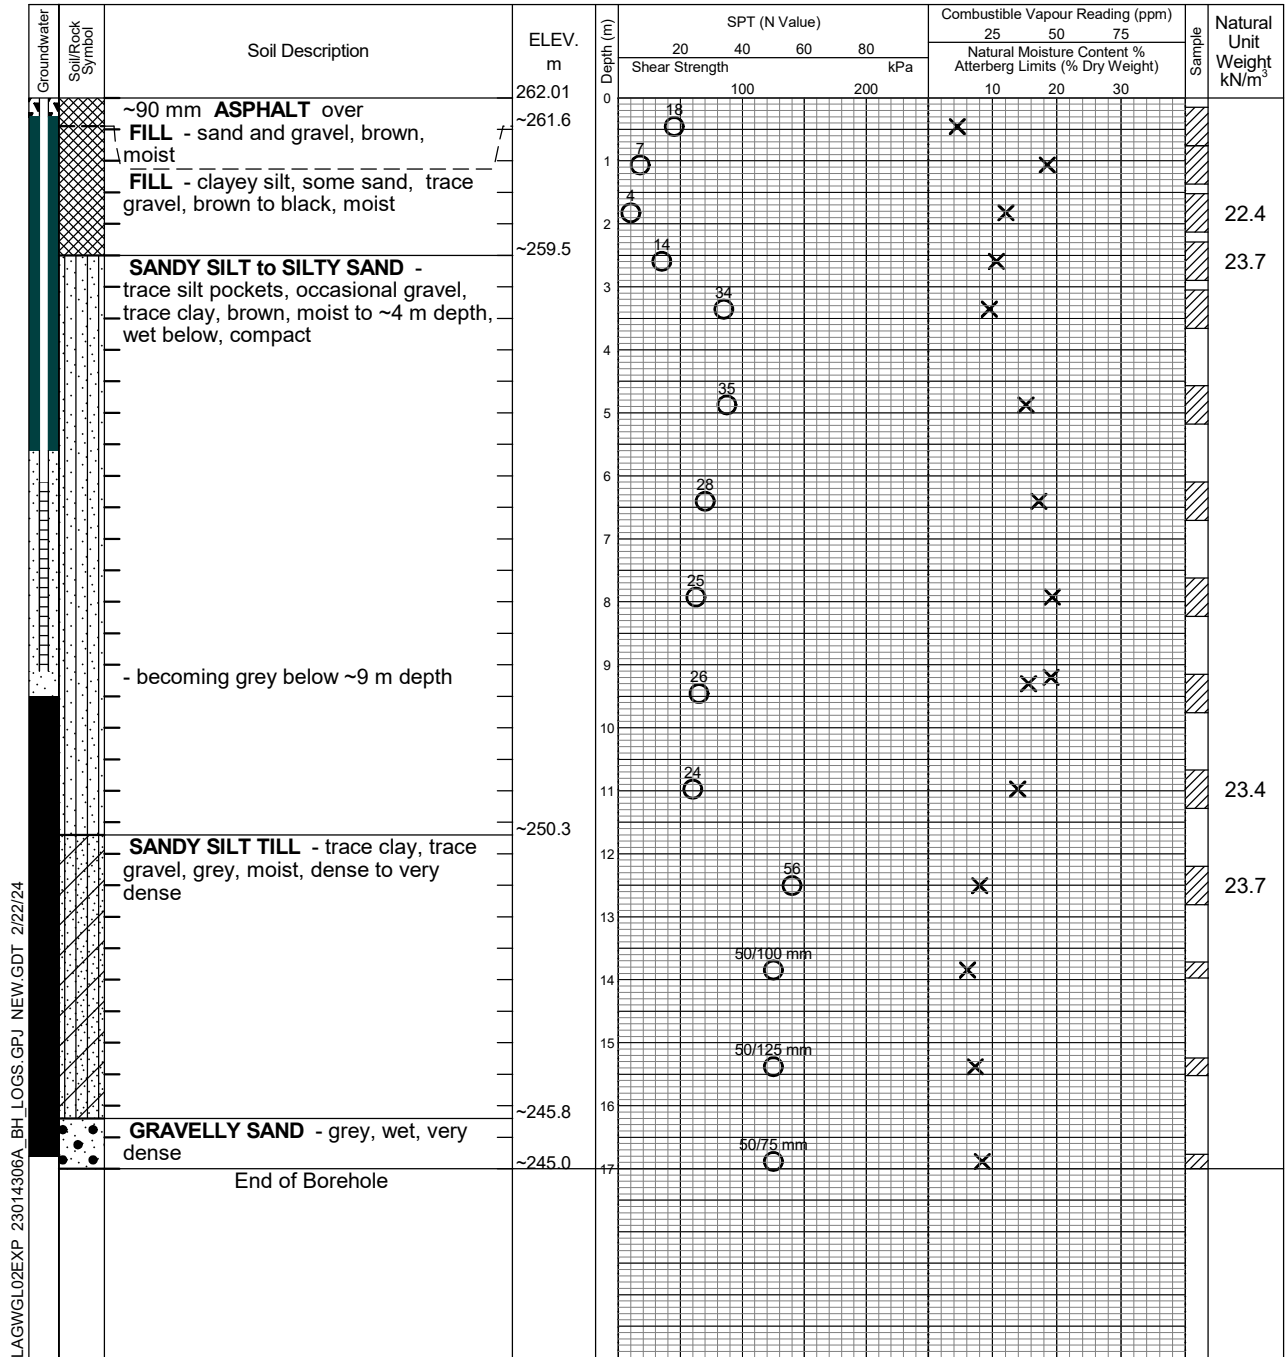 Groundwater
Soil/Rock
Symbol
Soil Description
ELEV.
m
Depth (m)
SPT (N Value)
20 40 60 80
Shear Strength kPa
100 200
Combustible Vapour Reading (ppm)
25 50 75
Natural Moisture Content %
Atterberg Limits (% Dry Weight)
10 20 30
Sample
Natural
Unit
Weight
kN/m³
262.01
0
~90 mm ASPHALT over
~261.6
18
FILL - sand and gravel, brown,
moist
7
1
FILL - clayey silt, some sand, trace
gravel, brown to black, moist
4
2
22.4
~259.5
14
23.7
SANDY SILT to SILTY SAND -
trace silt pockets, occasional gravel,
trace clay, brown, moist to ~4 m depth,
wet below, compact
3
34
4
35
5
6
28
7
25
8
9
- becoming grey below ~9 m depth
26
10
24
11
23.4
~250.3
SANDY SILT TILL - trace clay, trace
gravel, grey, moist, dense to very
dense
12
56
23.7
13
50/100 mm
14
15
50/125 mm
16
~245.8
GRAVELLY SAND - grey, wet, very
dense
50/75 mm
~245.0
17
End of Borehole
LAGWGL02EXP 23014306A_BH_LOGS.GPJ NEW.GDT 2/22/24